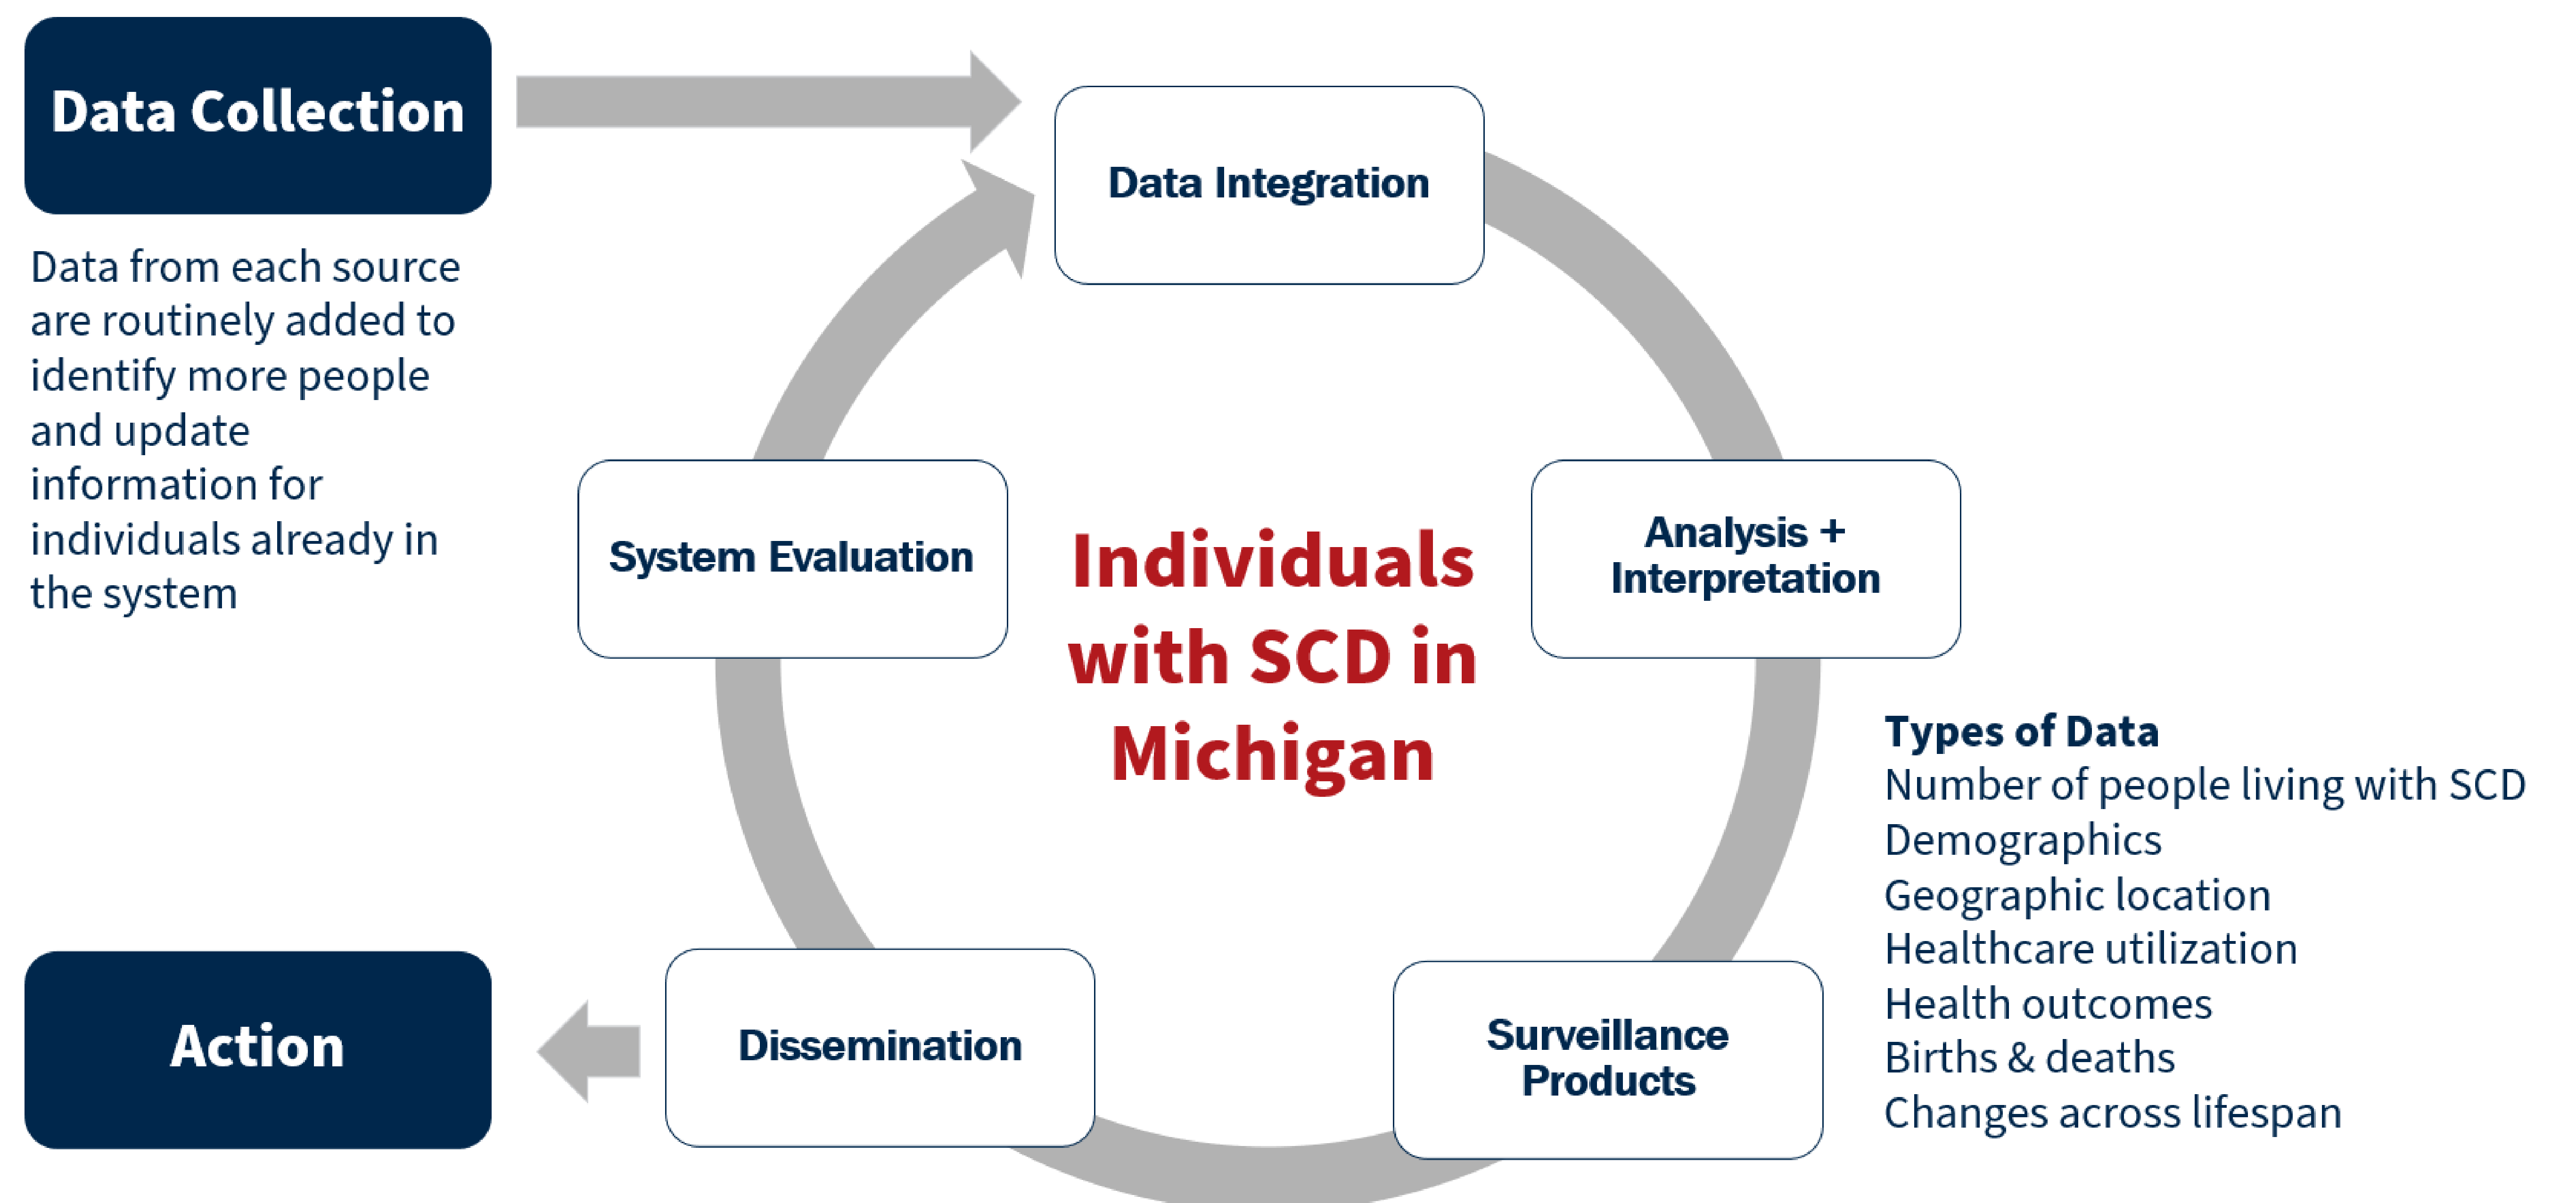 Data Collection
Data from each source
are routinely added to
identify more people
and update
information for
individuals already in
the system
Data Integration
System Evaluation
Individuals
with SCD in
Michigan
Analysis +
Interpretation
Types of Data
Number of people living with SCD
Demographics
Geographic location
Healthcare utilization
Health outcomes
Births & deaths
Changes across lifespan
Action
Dissemination
Surveillance
Products